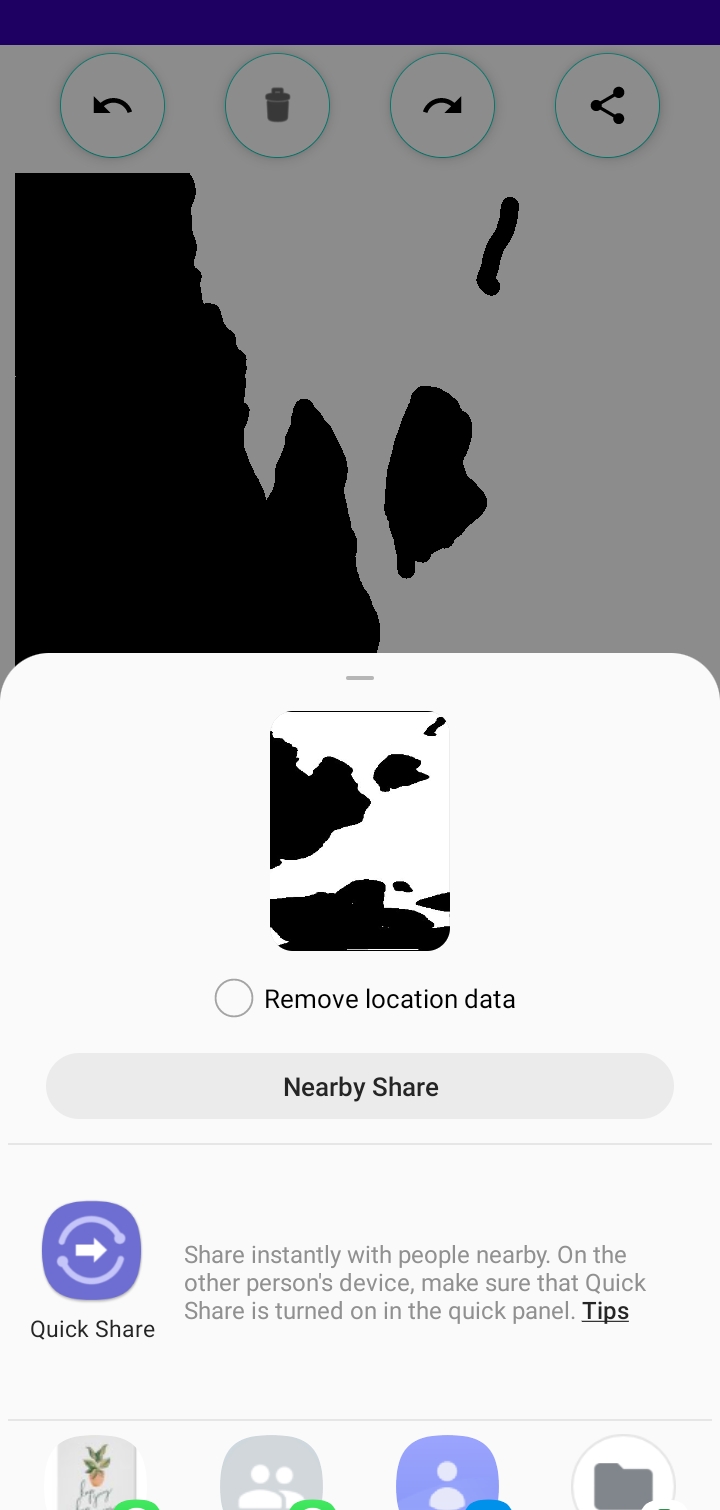 Remove location data
Nearby Share
Share instantly with people nearby. On the
other person's device, make sure that Quick
Share is turned on in the quick panel. Tips
Quick Share